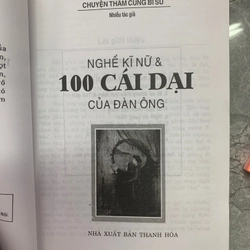 CHUYỆN THÂM CUNG BÍ SỬ
Nhiều tác giả
NGHỀ KĨ NỮ &
100 CÁI DẠI
CỦA ĐÀN ÔNG
NHÀ XUẤT BẢN THANH HÓA